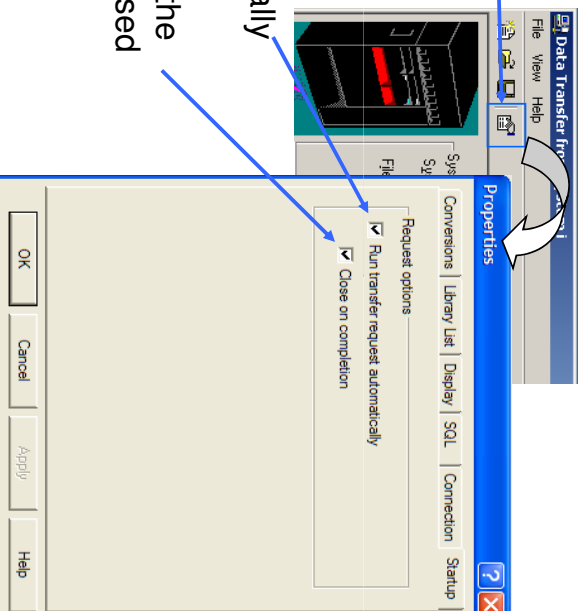 Data Transfer fro
File View Help
Sys
Sy
File
Properties
Conversions Library List Display SQL Connection Startup
Request options
Run transfer request automatically
Close on completion
OK Cancel Apply Help
ally
the
sed